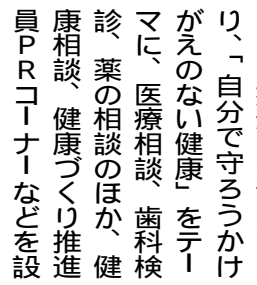 り、「自分で守ろうかけ
がえのない健康」をテー
マに、医療相談、歯科検
診、薬の相談のほか、健
康相談、健康づくり推進
員ＰＲコーナーなどを設